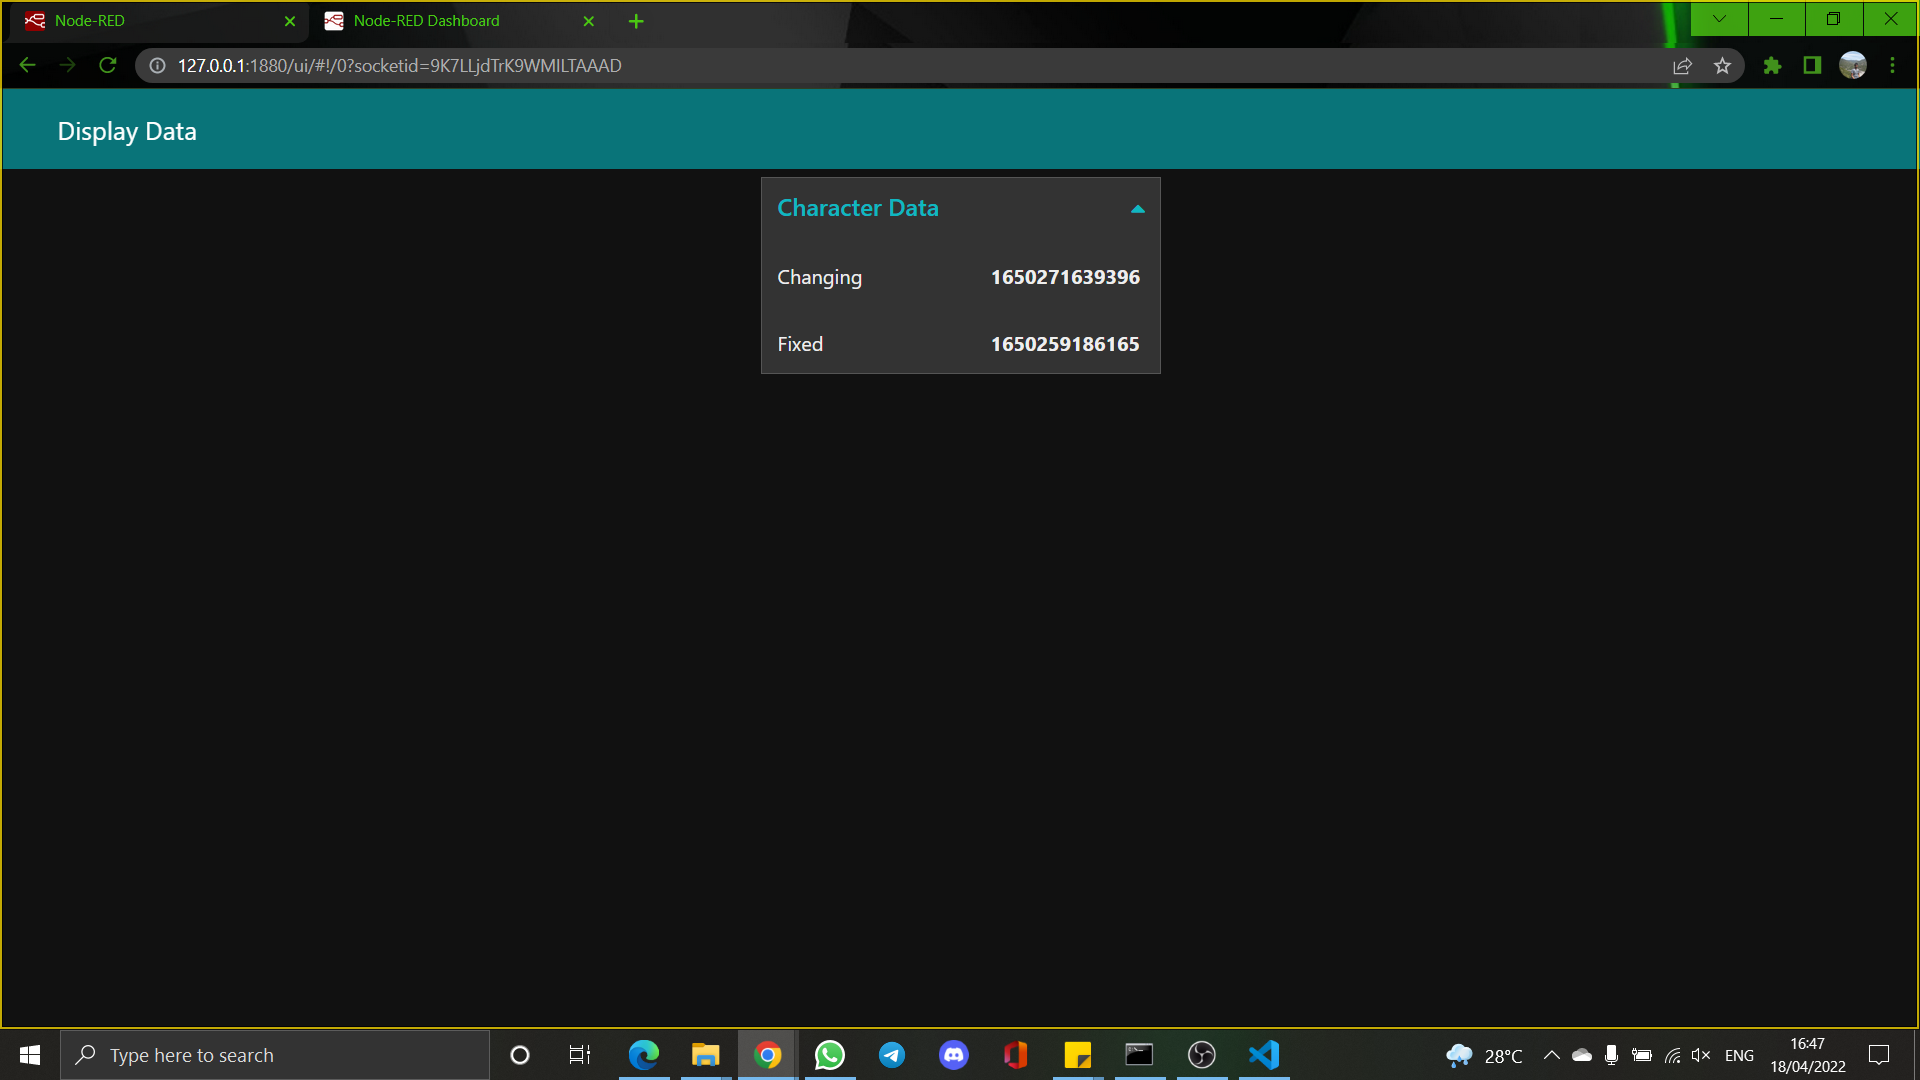 Node-RED
Node-RED Dashboard
127.0.0.1:1880/ui/#!/0?socketid=9K7LLjdTrK9WMILTAAAD
Display Data
Character Data
Changing 1650271639396
Fixed 1650259186165
Type here to search
28°C
ENG
16:47
18/04/2022